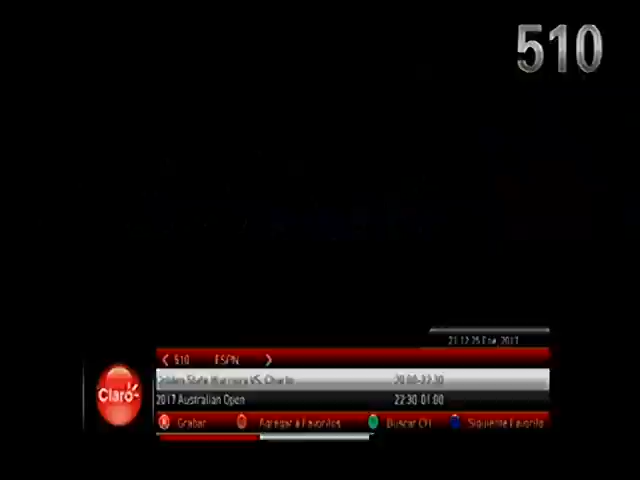 510
21:12 25 Ene, 2017
510 ESPN
Golden State Warriors VS. Charlo 20:00-22:30
Claro
2017 Australian Open 22:30 01:00
Grabar Agregar a Favoritos Buscar CH Siguiente Favorito